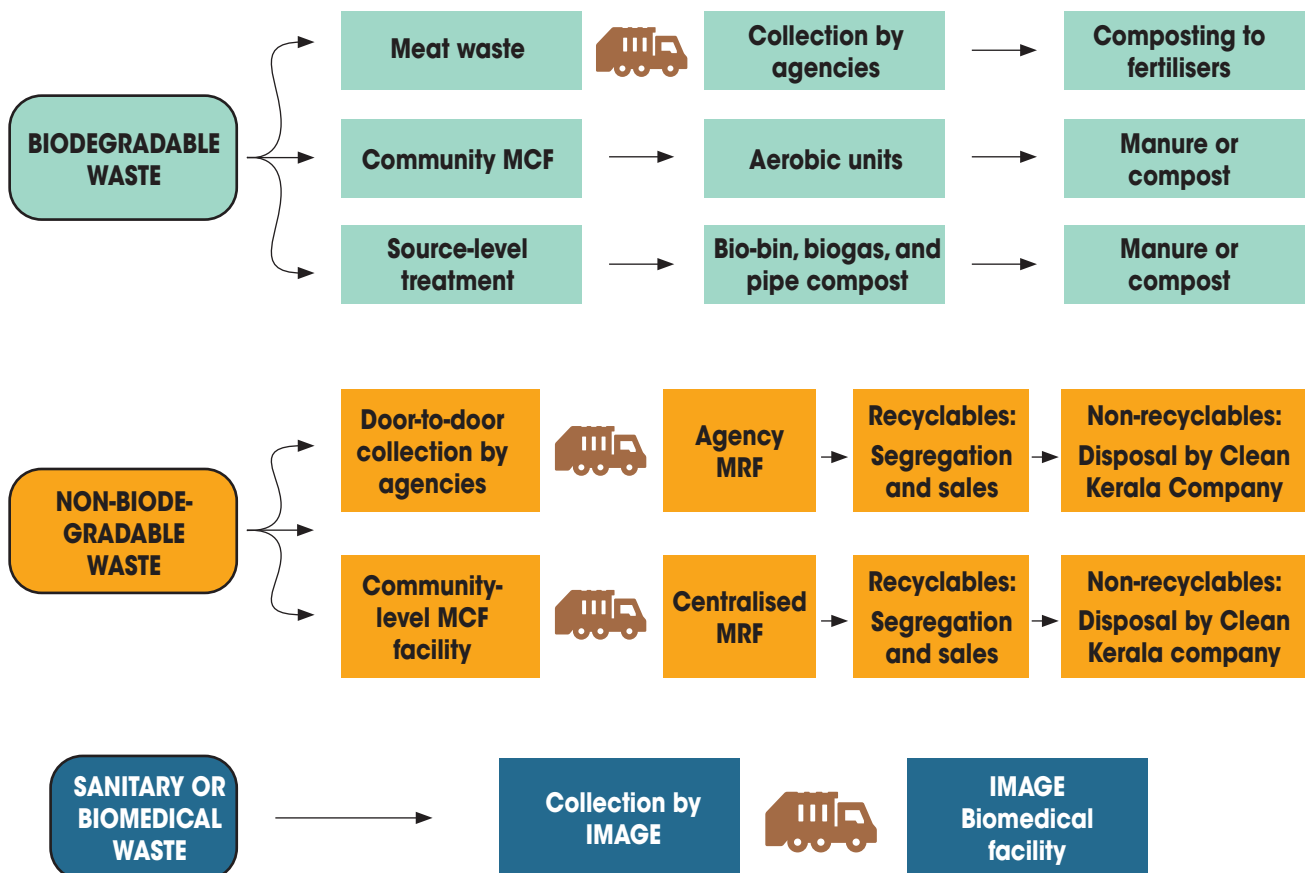 BIODEGRADABLE
WASTE
Meat waste
Collection by
agencies
Composting to
fertilisers
Community MCF
Aerobic units
Manure or
compost
Source-level
treatment
Bio-bin, biogas, and
pipe compost
Manure or
compost
NON-BIODE-
GRADABLE
WASTE
Door-to-door
collection by
agencies
Agency
MRF
Recyclables:
Segregation
and sales
Non-recyclables:
Disposal by Clean
Kerala Company
Community-
level MCF
facility
Centralised
MRF
Recyclables:
Segregation
and sales
Non-recyclables:
Disposal by Clean
Kerala company
SANITARY OR
BIOMEDICAL
WASTE
Collection by
IMAGE
IMAGE
Biomedical
facility